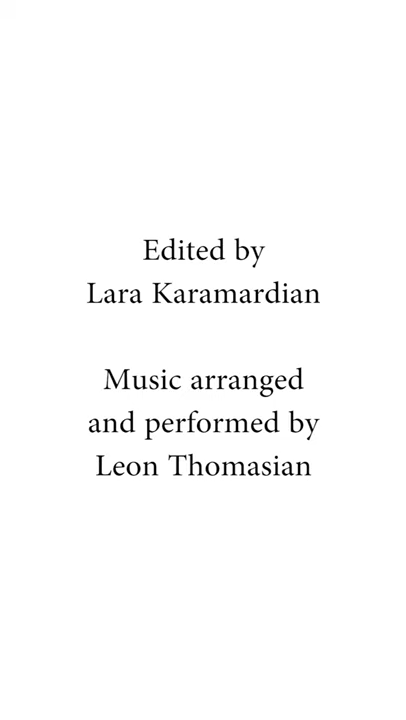 Edited by
Lara Karamardian
Music arranged
and performed by
Leon Thomasian